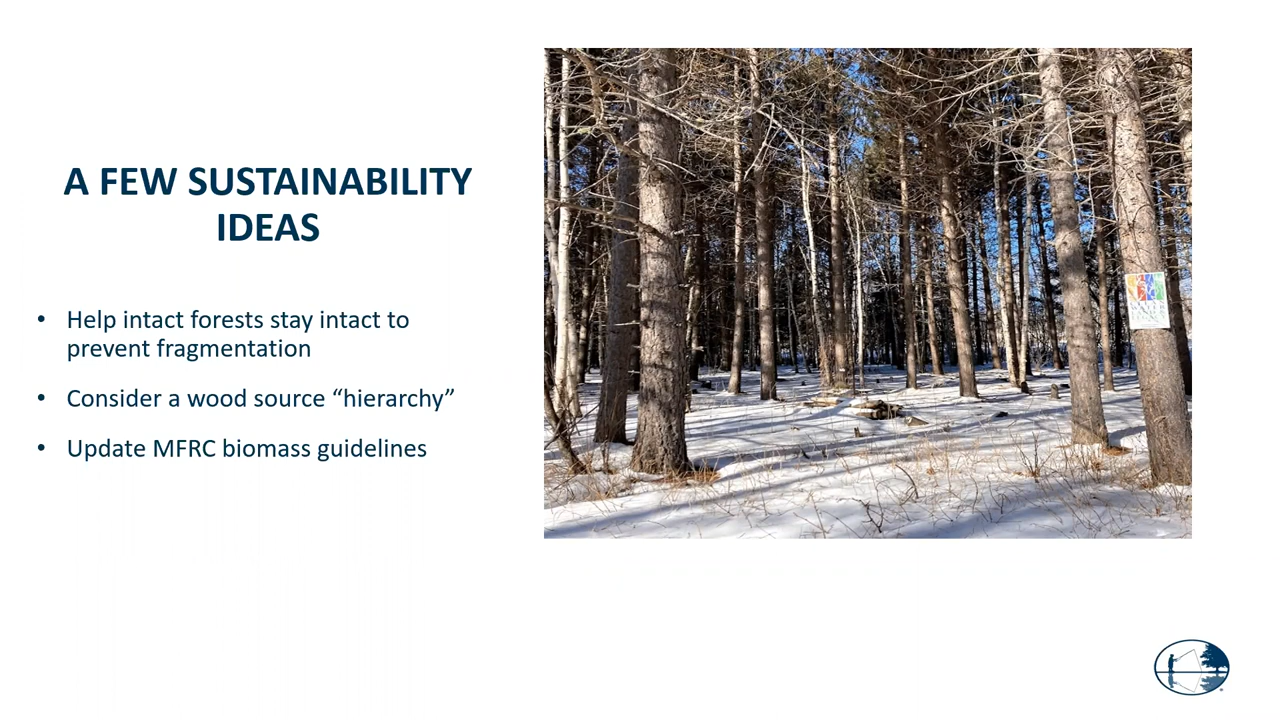 A FEW SUSTAINABILITY
IDEAS
• Help intact forests stay intact to
prevent fragmentation
• Consider a wood source “hierarchy”
• Update MFRC biomass guidelines